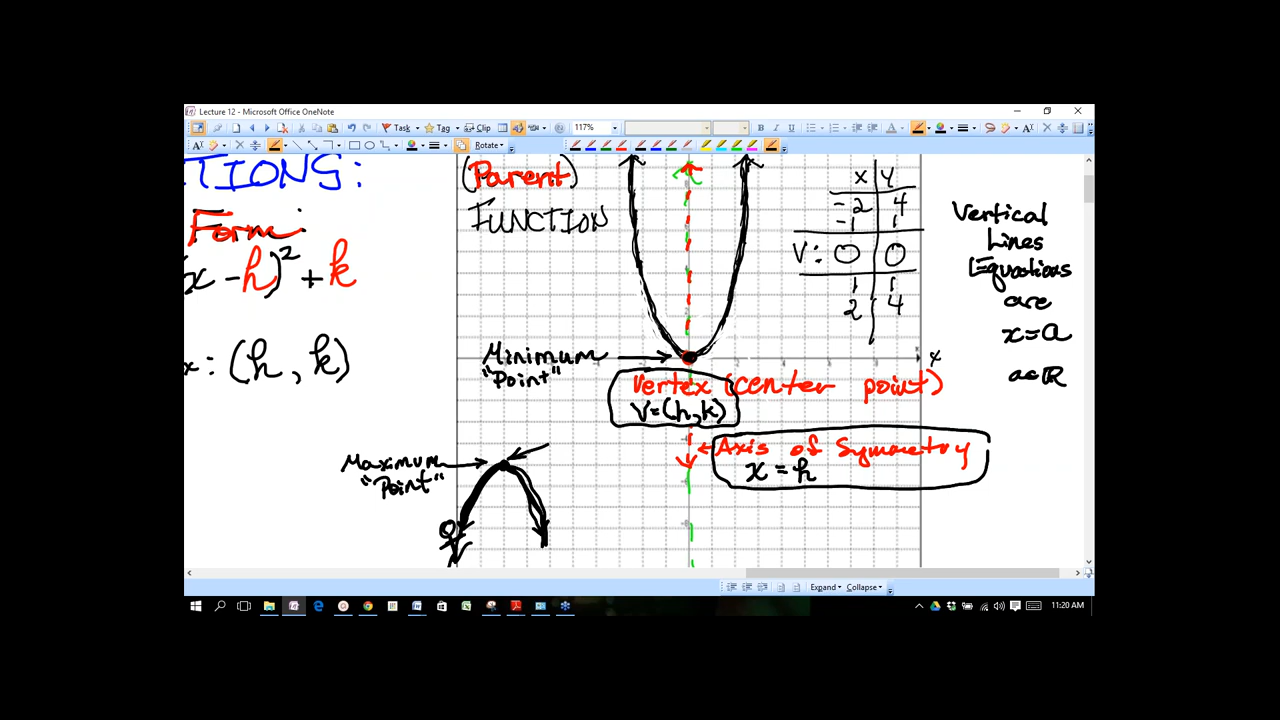 Lecture 12 - Microsoft Office OneNote
Task
Tag
Clip
117%
B I U
Rotate
TIONS:
Form:
(x - h)² + k
x: (h, k)
(Parent)
FUNCTION
x y
-2 4
-1 1
V: 0 0
1 1
2 4
Vertical
Lines
Equations
are
x = a
a ∈ ℝ
x
Minimum
"Point"
Vertex (center point)
V = (h, k)
Axis of Symmetry
x = h
Maximum
"Point"
Expand
Collapse
11:20 AM